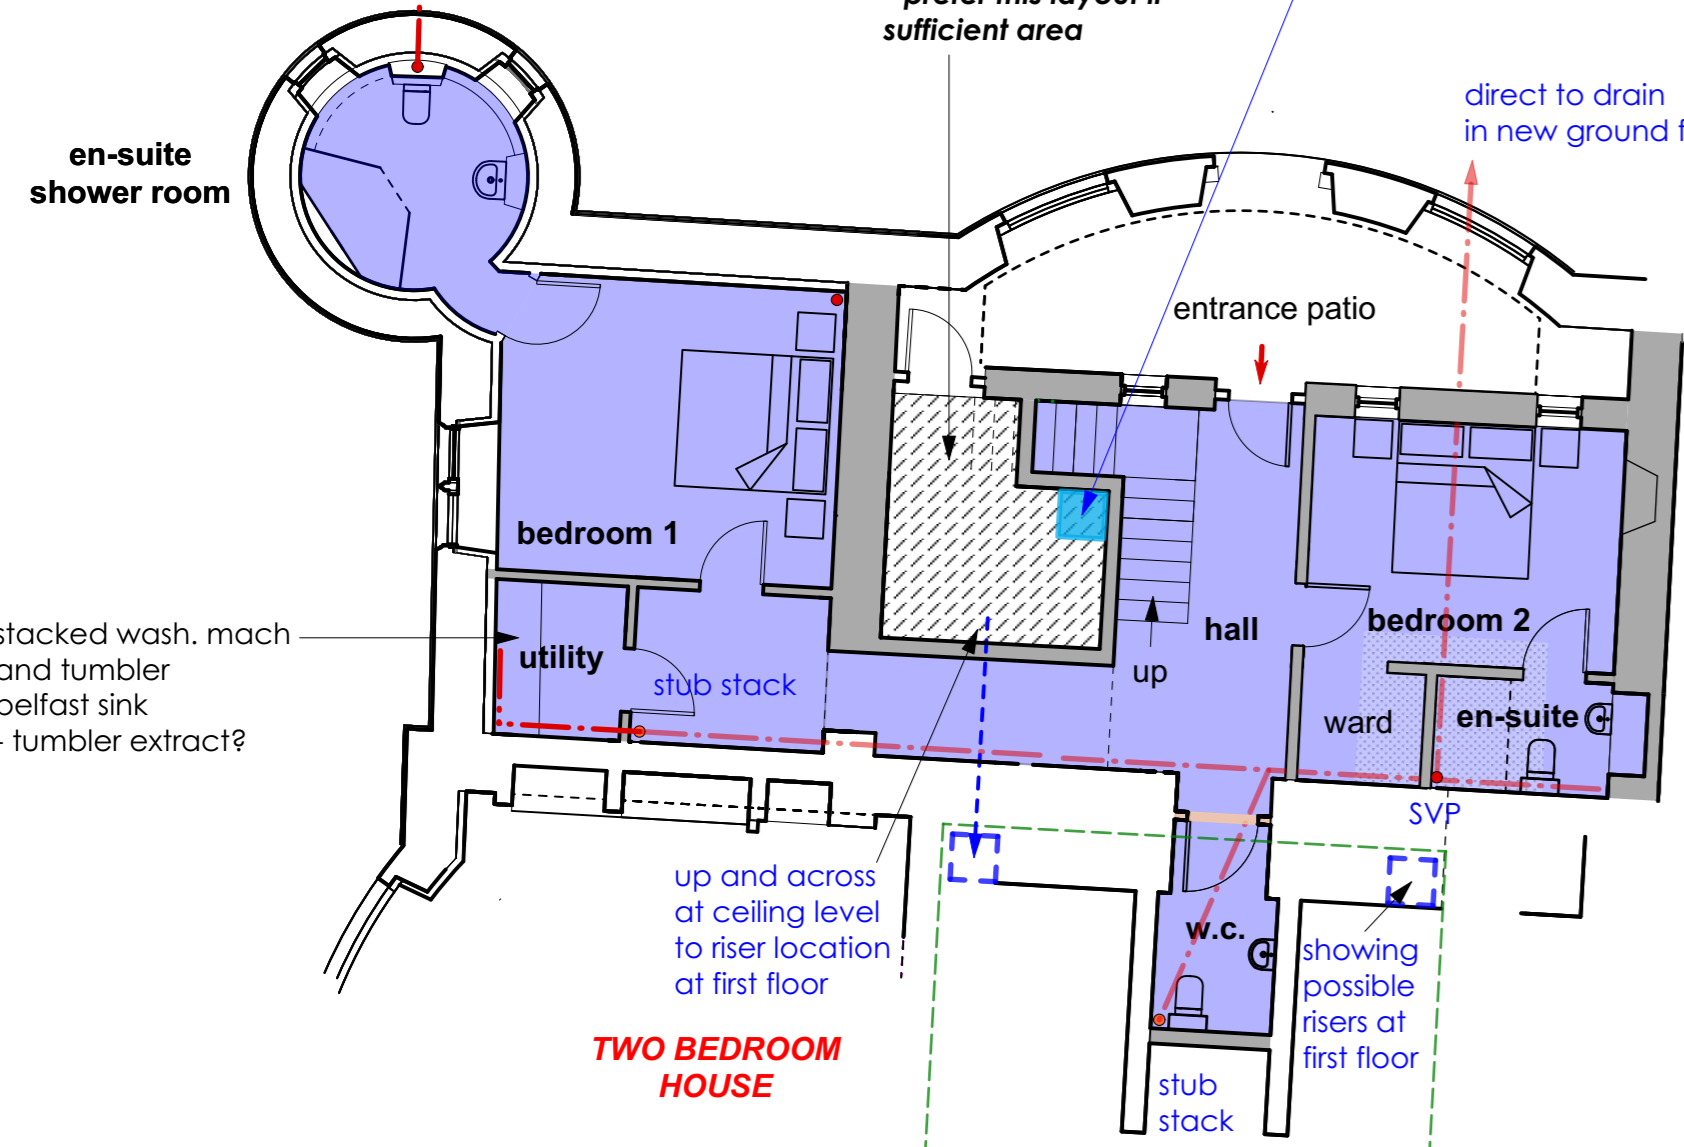 sufficient area
direct to drain
in new ground
en-suite
shower room
entrance patio
bedroom 1
stacked wash. mach
and tumbler
belfast sink
tumbler extract?
utility
stub stack
hall
up
bedroom 2
ward
en-suite
SVP
up and across
at ceiling level
to riser location
at first floor
w.c.
showing
possible
risers at
first floor
TWO BEDROOM
HOUSE
stub
stack